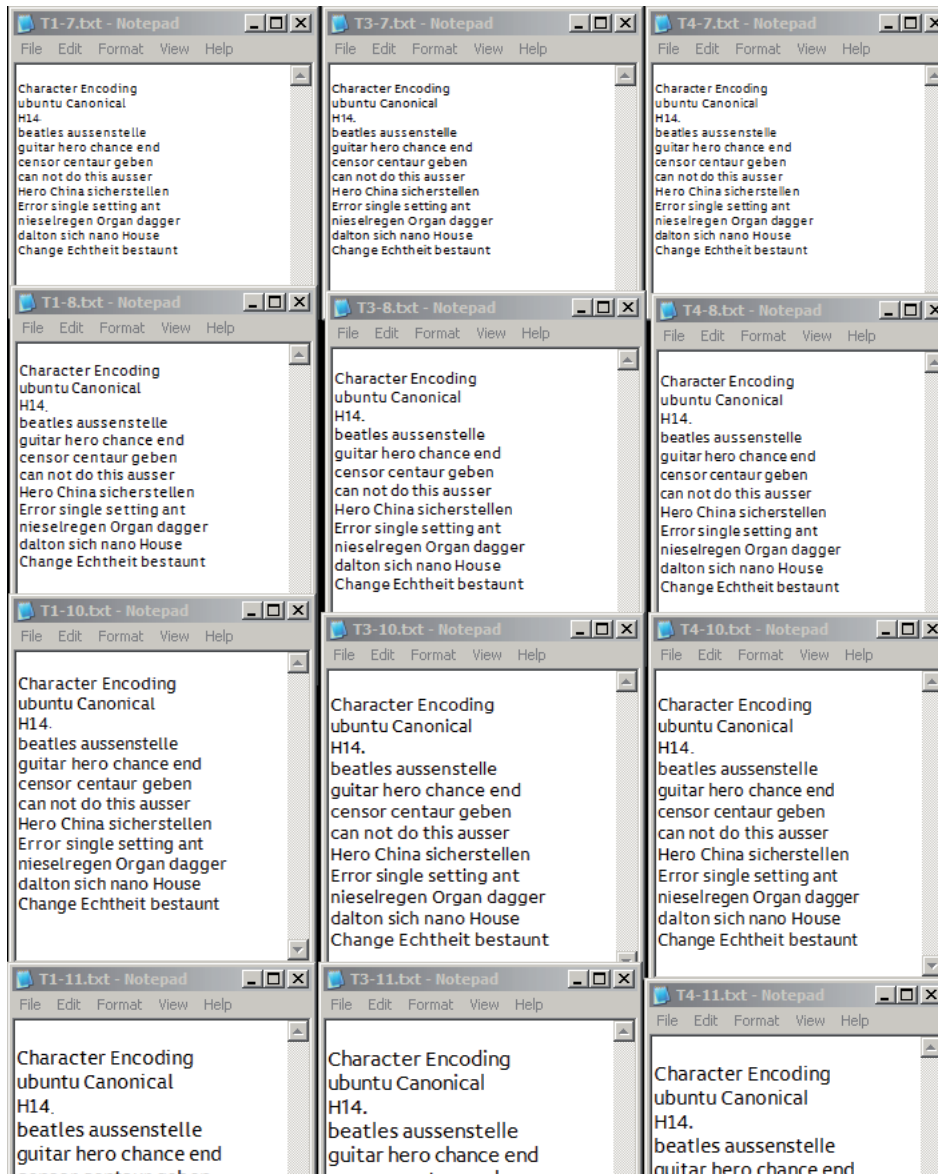 T1-7.txt - Notepad
File Edit Format View Help
Character Encoding
ubuntu Canonical
H14.
beatles aussenstelle
guitar hero chance end
censor centaur geben
can not do this ausser
Hero China sicherstellen
Error single setting ant
nieselregen Organ dagger
dalton sich nano House
Change Echtheit bestaunt
T3-7.txt - Notepad
File Edit Format View Help
Character Encoding
ubuntu Canonical
H14.
beatles aussenstelle
guitar hero chance end
censor centaur geben
can not do this ausser
Hero China sicherstellen
Error single setting ant
nieselregen Organ dagger
dalton sich nano House
Change Echtheit bestaunt
T4-7.txt - Notepad
File Edit Format View Help
Character Encoding
ubuntu Canonical
H14.
beatles aussenstelle
guitar hero chance end
censor centaur geben
can not do this ausser
Hero China sicherstellen
Error single setting ant
nieselregen Organ dagger
dalton sich nano House
Change Echtheit bestaunt
T1-8.txt - Notepad
File Edit Format View Help
Character Encoding
ubuntu Canonical
H14.
beatles aussenstelle
guitar hero chance end
censor centaur geben
can not do this ausser
Hero China sicherstellen
Error single setting ant
nieselregen Organ dagger
dalton sich nano House
Change Echtheit bestaunt
T3-8.txt - Notepad
File Edit Format View Help
Character Encoding
ubuntu Canonical
H14.
beatles aussenstelle
guitar hero chance end
censor centaur geben
can not do this ausser
Hero China sicherstellen
Error single setting ant
nieselregen Organ dagger
dalton sich nano House
Change Echtheit bestaunt
T4-8.txt - Notepad
File Edit Format View Help
Character Encoding
ubuntu Canonical
H14.
beatles aussenstelle
guitar hero chance end
censor centaur geben
can not do this ausser
Hero China sicherstellen
Error single setting ant
nieselregen Organ dagger
dalton sich nano House
Change Echtheit bestaunt
T1-10.txt - Notepad
File Edit Format View Help
Character Encoding
ubuntu Canonical
H14.
beatles aussenstelle
guitar hero chance end
censor centaur geben
can not do this ausser
Hero China sicherstellen
Error single setting ant
nieselregen Organ dagger
dalton sich nano House
Change Echtheit bestaunt
T3-10.txt - Notepad
File Edit Format View Help
Character Encoding
ubuntu Canonical
H14.
beatles aussenstelle
guitar hero chance end
censor centaur geben
can not do this ausser
Hero China sicherstellen
Error single setting ant
nieselregen Organ dagger
dalton sich nano House
Change Echtheit bestaunt
T4-10.txt - Notepad
File Edit Format View Help
Character Encoding
ubuntu Canonical
H14.
beatles aussenstelle
guitar hero chance end
censor centaur geben
can not do this ausser
Hero China sicherstellen
Error single setting ant
nieselregen Organ dagger
dalton sich nano House
Change Echtheit bestaunt
T1-11.txt - Notepad
File Edit Format View Help
Character Encoding
ubuntu Canonical
H14.
beatles aussenstelle
guitar hero chance end
T3-11.txt - Notepad
File Edit Format View Help
Character Encoding
ubuntu Canonical
H14.
beatles aussenstelle
guitar hero chance end
T4-11.txt - Notepad
File Edit Format View Help
Character Encoding
ubuntu Canonical
H14.
beatles aussenstelle
guitar hero chance end